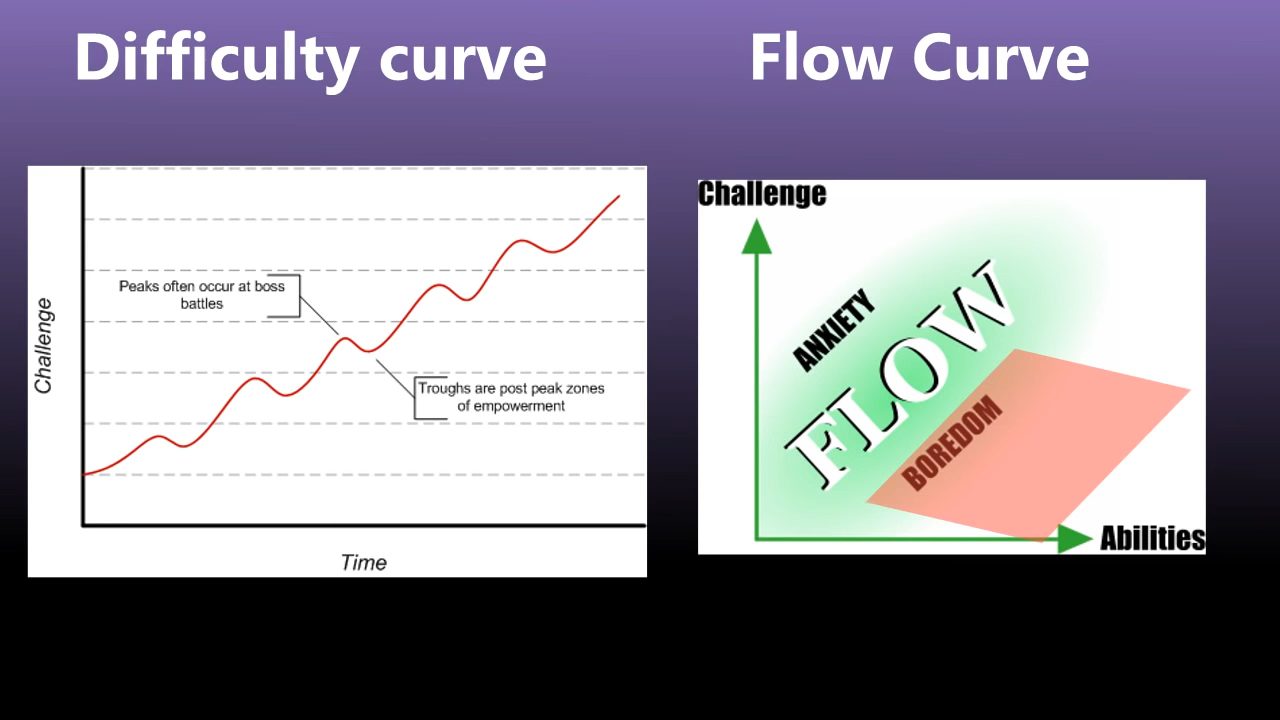 Difficulty curve
Challenge
Peaks often occur at boss
battles
Troughs are post peak zones
of empowerment
Time
Flow Curve
Challenge
ANXIETY
FLOW
BOREDOM
Abilities